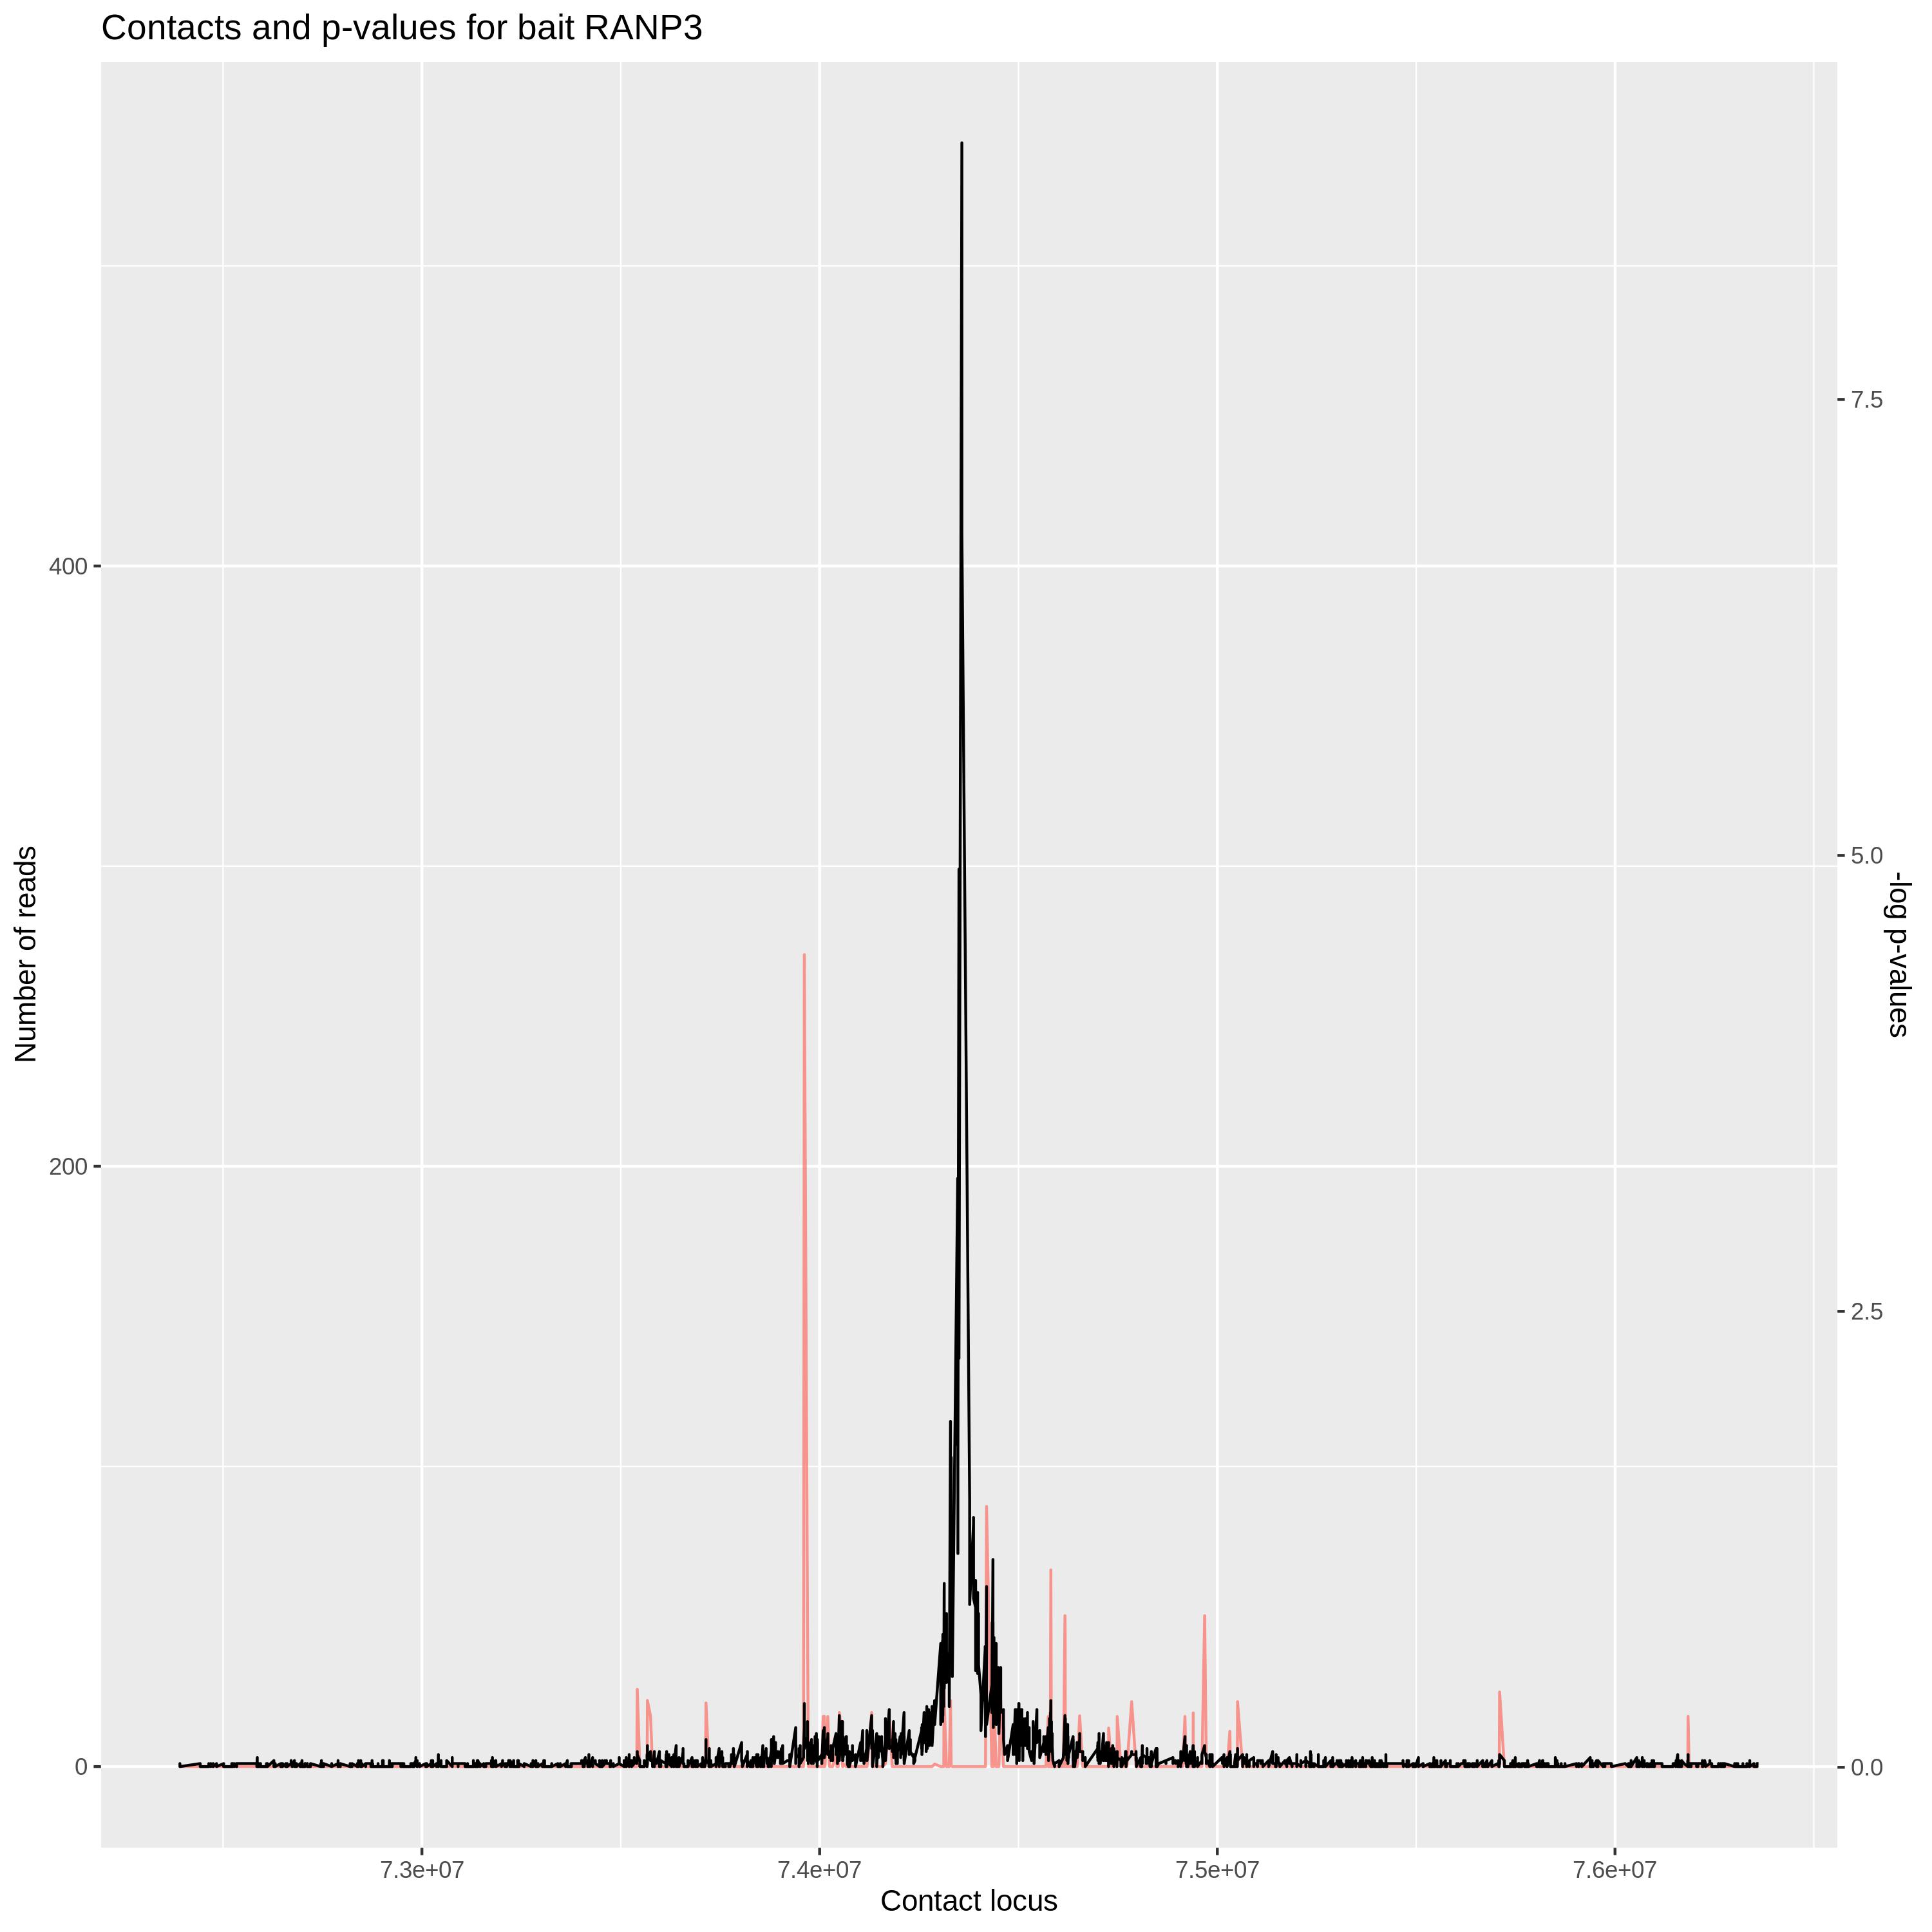 Contacts and p-values for bait RANP3
Number of reads
400
200
0
7.5
5.0
2.5
0.0
-log p-values
7.3e+07
7.4e+07
7.5e+07
7.6e+07
Contact locus